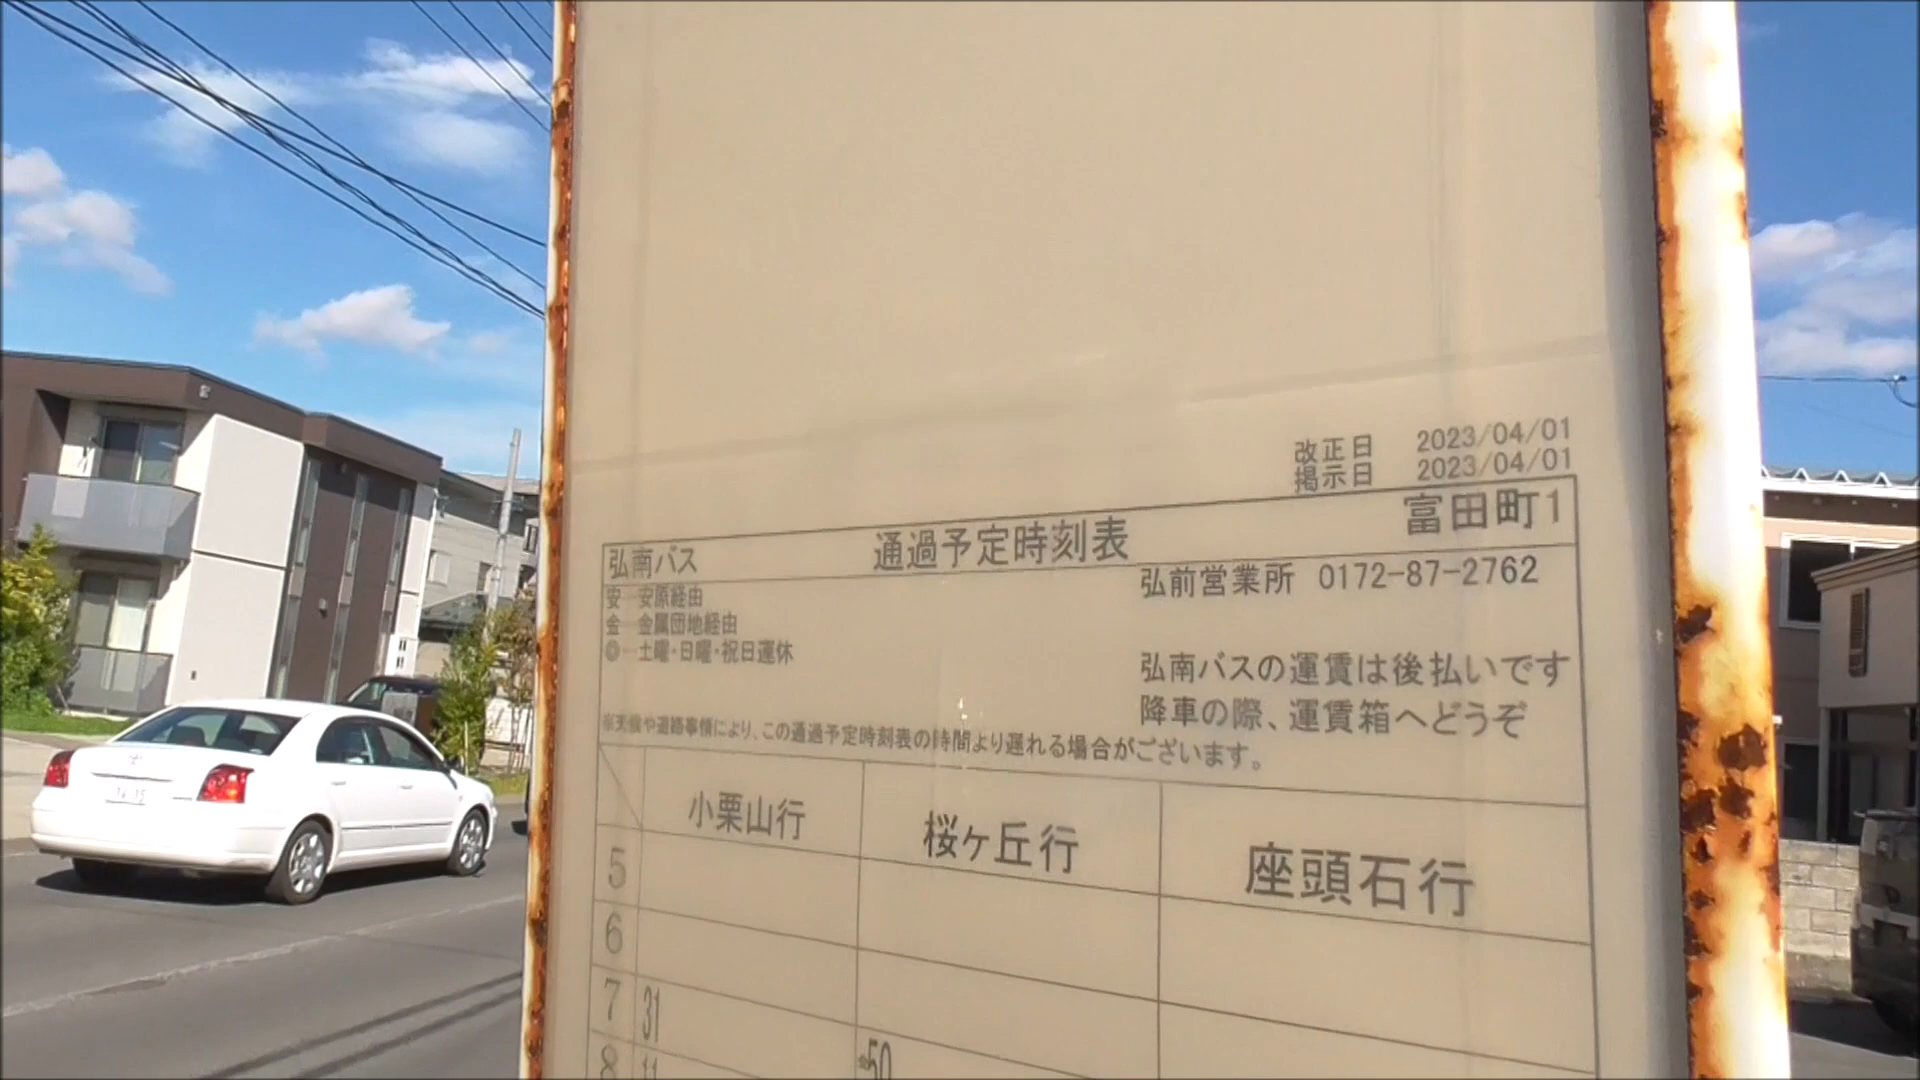 改正日 2023/04/01
掲示日 2023/04/01
弘南バス 通過予定時刻表 富田町1
弘前営業所 0172-87-2762
安…安原経由
金…金属団地経由
◎…土曜・日曜・祝日運休
弘南バスの運賃は後払いです
降車の際、運賃箱へどうぞ
※天候や道路事情により、この通過予定時刻表の時間より遅れる場合がございます。
小栗山行 桜ヶ丘行 座頭石行
5
6
7 31
8 11 50